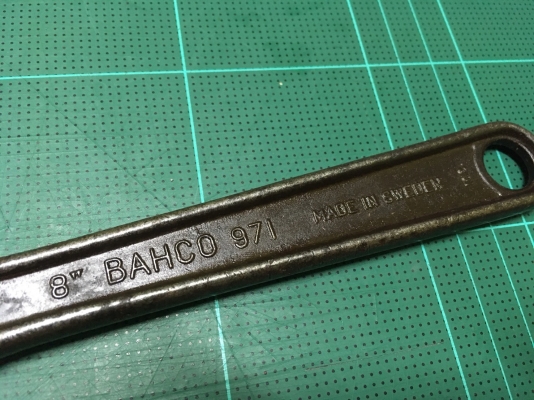 8" BAHCO 971 MADE IN SWEDEN